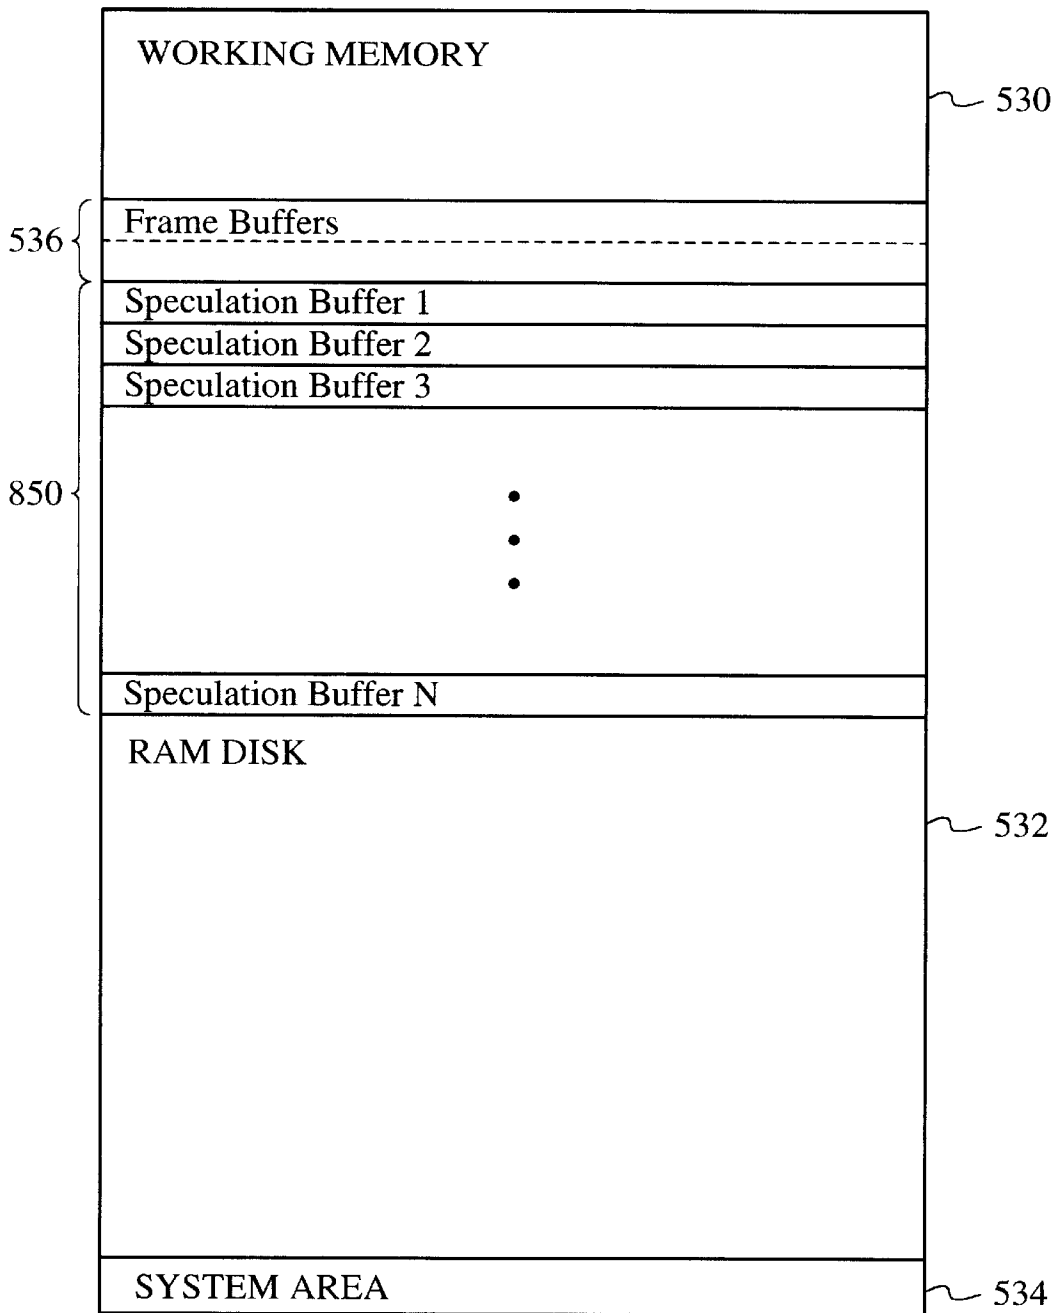 WORKING MEMORY
530
Frame Buffers
536
Speculation Buffer 1
Speculation Buffer 2
Speculation Buffer 3
850
Speculation Buffer N
RAM DISK
532
SYSTEM AREA
534